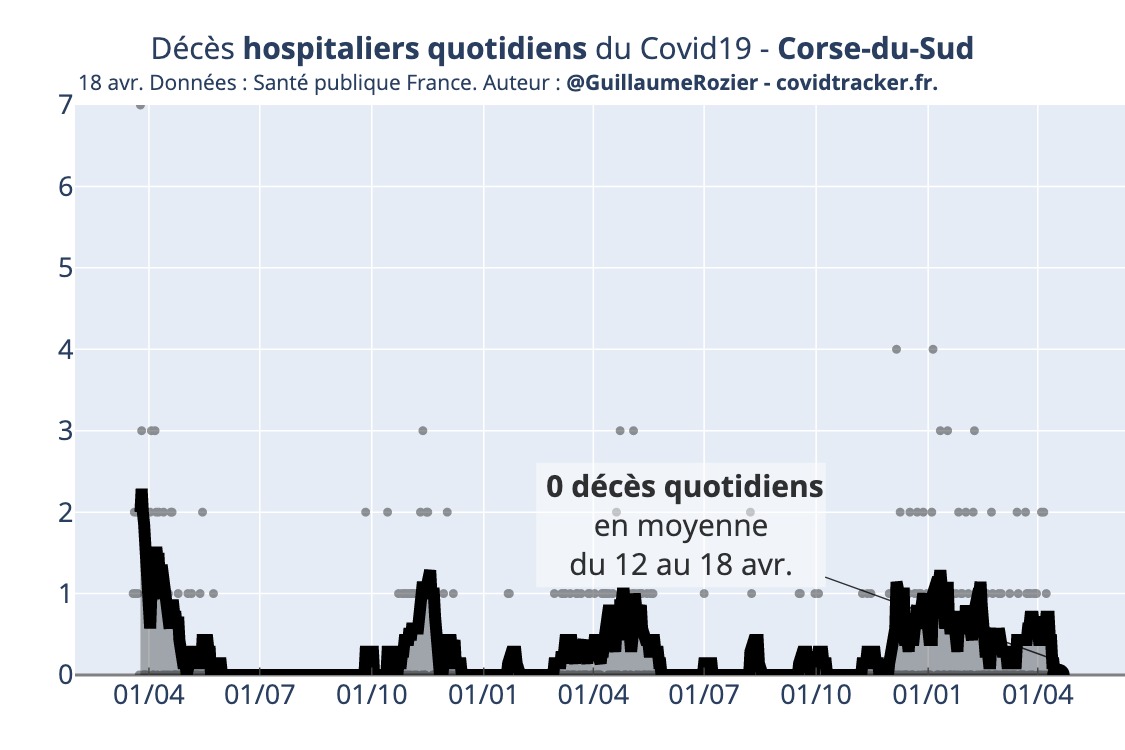 Décès hospitaliers quotidiens du Covid19 - Corse-du-Sud
18 avr. Données : Santé publique France. Auteur : @GuillaumeRozier - covidtracker.fr.
7
6
5
4
3
2
1
0
0 décès quotidiens
en moyenne
du 12 au 18 avr.
01/04 01/07 01/10 01/01 01/04 01/07 01/10 01/01 01/04